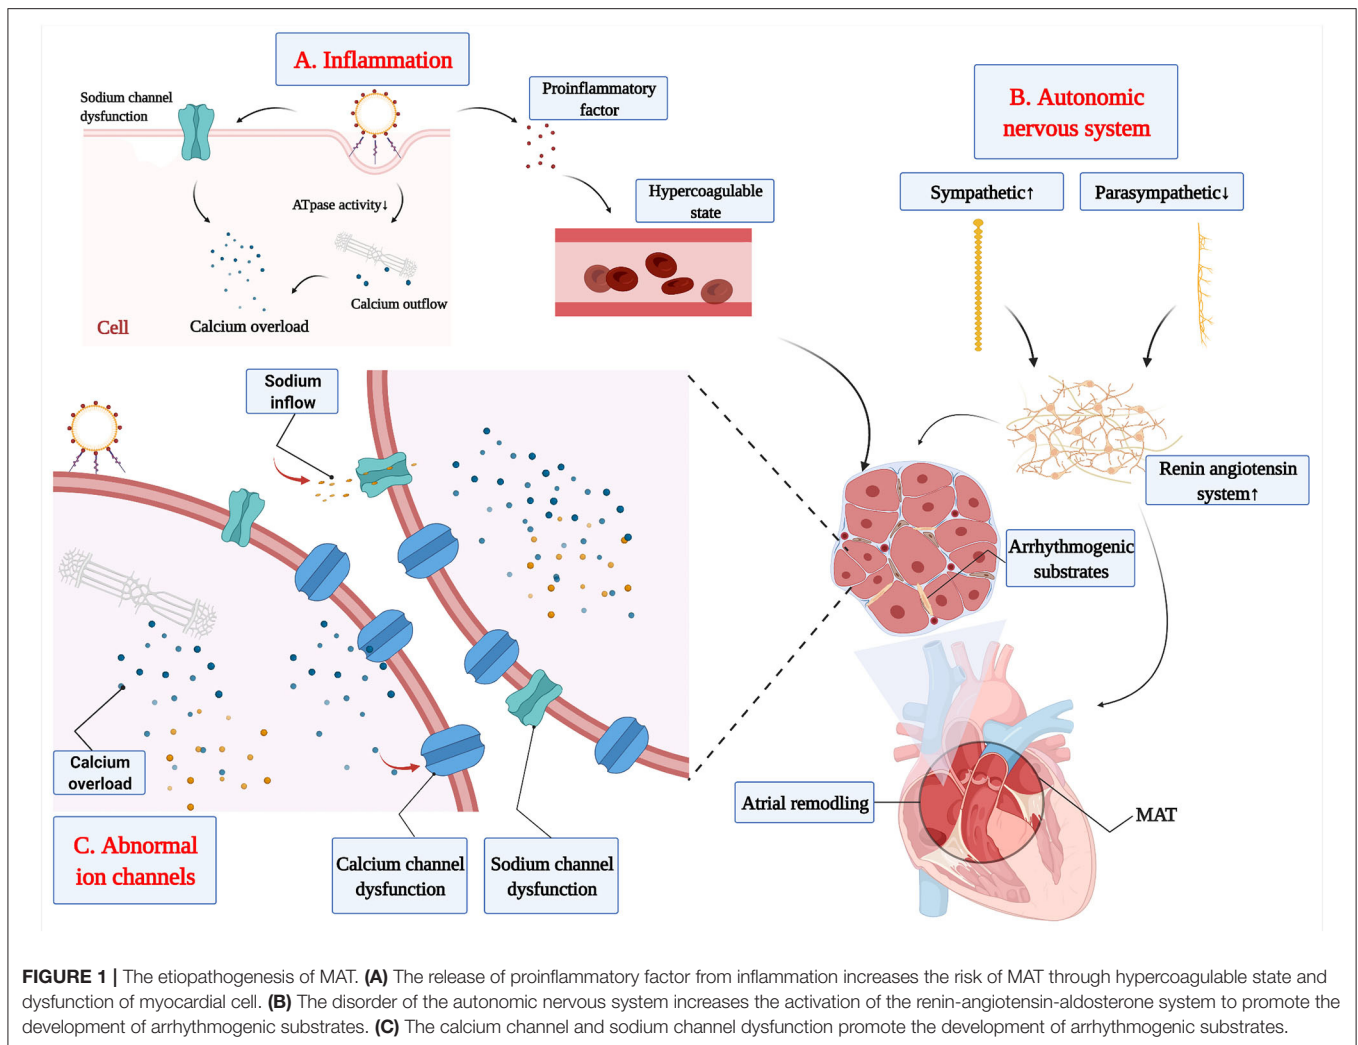 A. Inflammation
Sodium channel
dysfunction
Proinflammatory
factor
ATpase activity↓
Hypercoagulable
state
Calcium outflow
Cell
Calcium overload
B. Autonomic
nervous system
Sympathetic↑
Parasympathetic↓
Renin angiotensin
system↑
Arrhythmogenic
substrates
Atrial remodling
MAT
Sodium
inflow
Calcium
overload
C. Abnormal
ion channels
Calcium channel
dysfunction
Sodium channel
dysfunction
FIGURE 1 | The etiopathogenesis of MAT. (A) The release of proinflammatory factor from inflammation increases the risk of MAT through hypercoagulable state and
dysfunction of myocardial cell. (B) The disorder of the autonomic nervous system increases the activation of the renin-angiotensin-aldosterone system to promote the
development of arrhythmogenic substrates. (C) The calcium channel and sodium channel dysfunction promote the development of arrhythmogenic substrates.